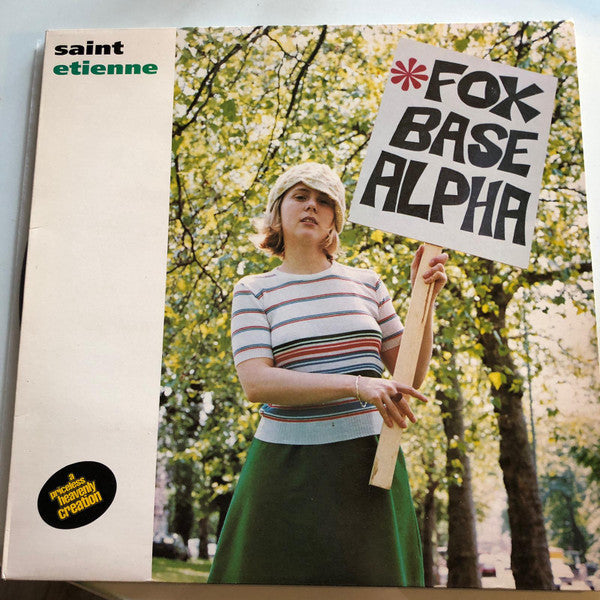 saint
etienne
*FOX
BASE
ALPHA
a
priceless
heavenly
creation